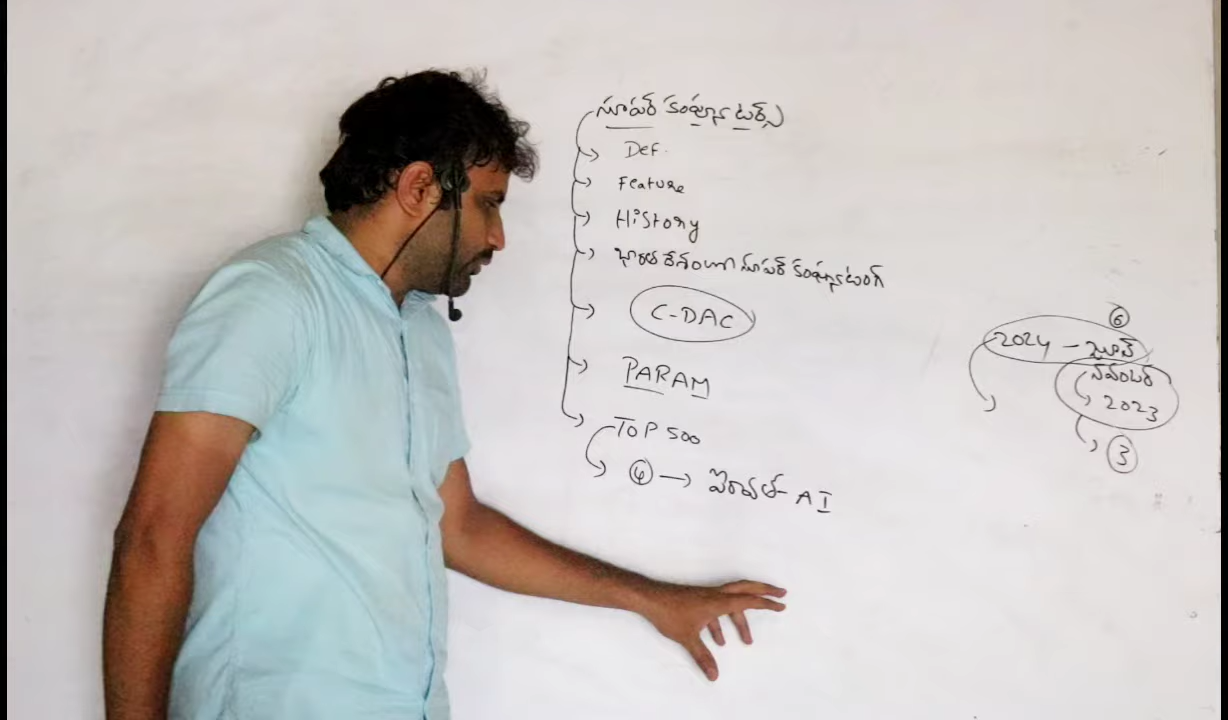 సూపర్ కంప్యూటర్స్
Def.
Feature
HiStory
భారత దేశంలో సూపర్ కంప్యూటింగ్
C-DAC
PARAM
TOP 500
④ → ఐరావత్- AI
⑥
2024 - జూన్
నవంబర్
2023
③